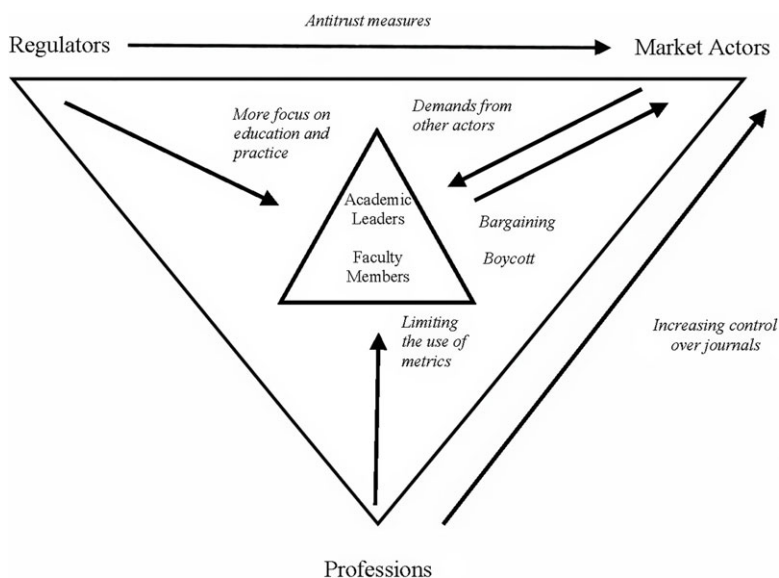 Antitrust measures
Regulators
Market Actors
More focus on
education and
practice
Demands from
other actors
Academic
Leaders
Faculty
Members
Bargaining
Boycott
Limiting
the use of
metrics
Increasing control
over journals
Professions